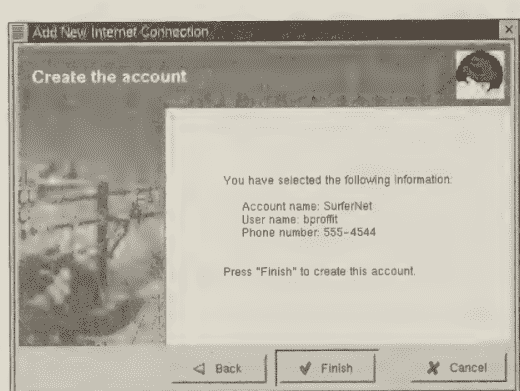 Add New Internet Connection
Create the account
You have selected the following information:
Account name: SurferNet
User name: bproffit
Phone number: 555-4544
Press "Finish" to create this account.
Back
Finish
Cancel